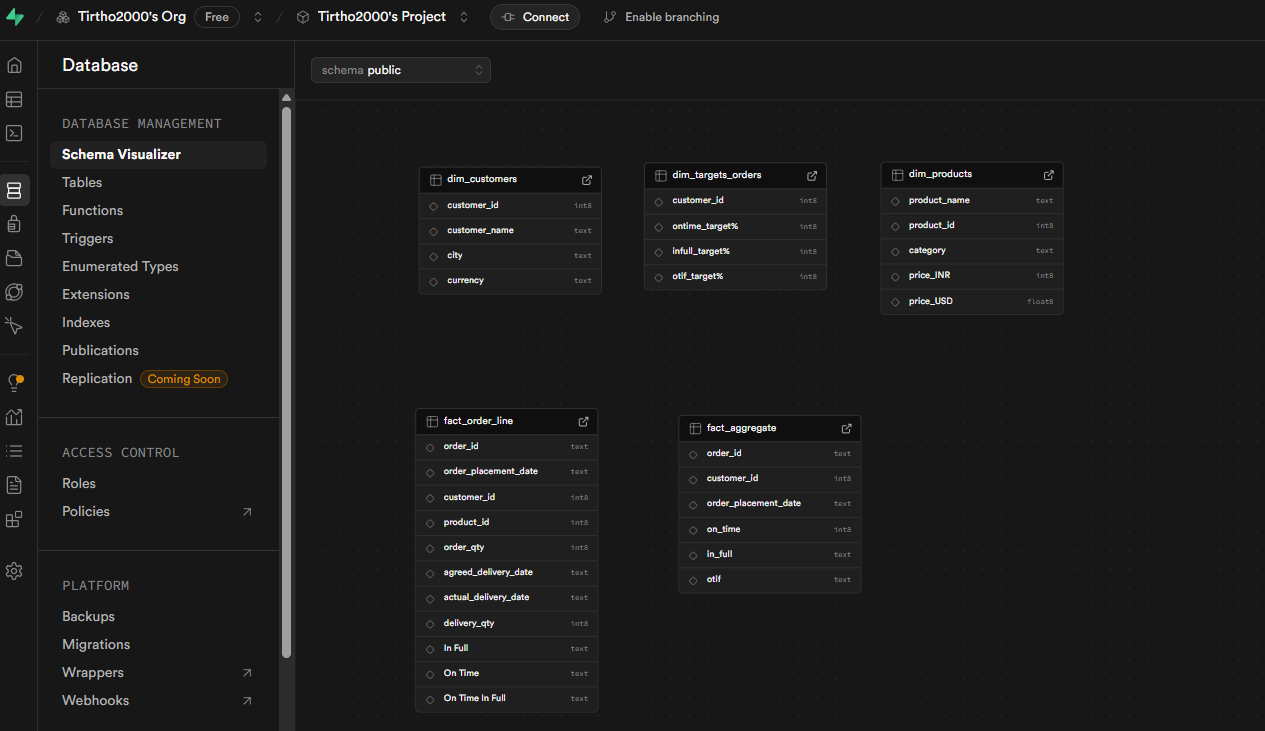 Tirtho2000's Org Free Tirtho2000's Project Connect Enable branching
Database
schema public
DATABASE MANAGEMENT
Schema Visualizer
Tables
Functions
Triggers
Enumerated Types
Extensions
Indexes
Publications
Replication Coming Soon
ACCESS CONTROL
Roles
Policies
PLATFORM
Backups
Migrations
Wrappers
Webhooks
dim_customers
customer_id int8
customer_name text
city text
currency text
dim_targets_orders
customer_id int8
ontime_target% int8
infull_target% int8
otif_target% int8
dim_products
product_name text
product_id int8
category text
price_INR int8
price_USD float8
fact_order_line
order_id text
order_placement_date text
customer_id int8
product_id int8
order_qty int8
agreed_delivery_date text
actual_delivery_date text
delivery_qty int8
In Full text
On Time text
On Time In Full text
fact_aggregate
order_id text
customer_id int8
order_placement_date text
on_time int8
in_full text
otif text